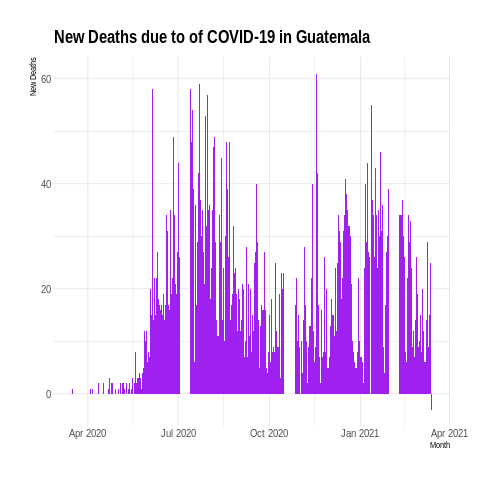 New Deaths due to of COVID-19 in Guatemala
New Deaths
60
40
20
0
Apr 2020 Jul 2020 Oct 2020 Jan 2021 Apr 2021
Month